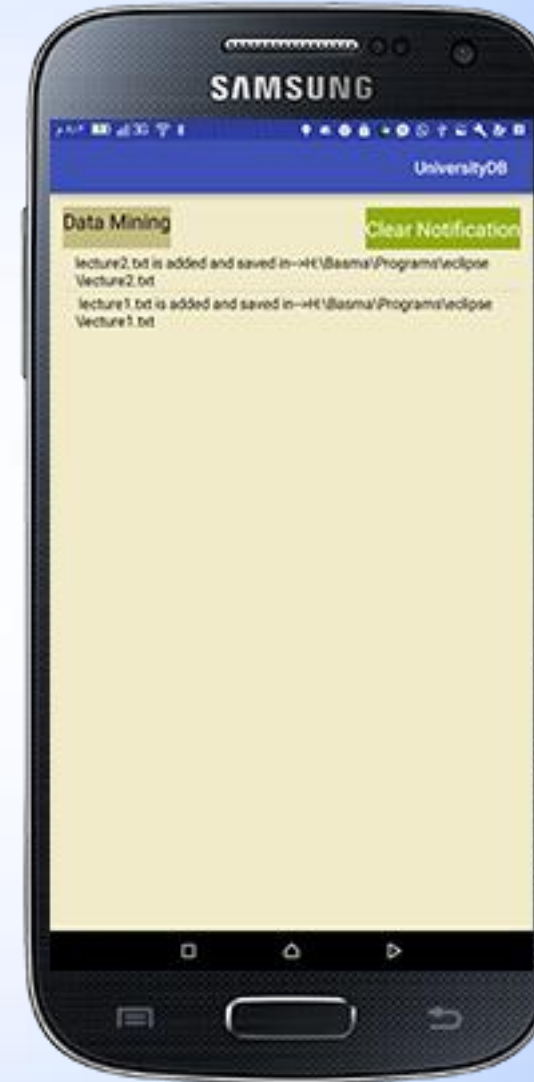 SAMSUNG
3G
UniversityDB
Data Mining
Clear Notification
lecture2.txt is added and saved in-->H:\Basma\Programs\eclipse
\lecture2.txt
lecture1.txt is added and saved in-->H:\Basma\Programs\eclipse
\lecture1.txt